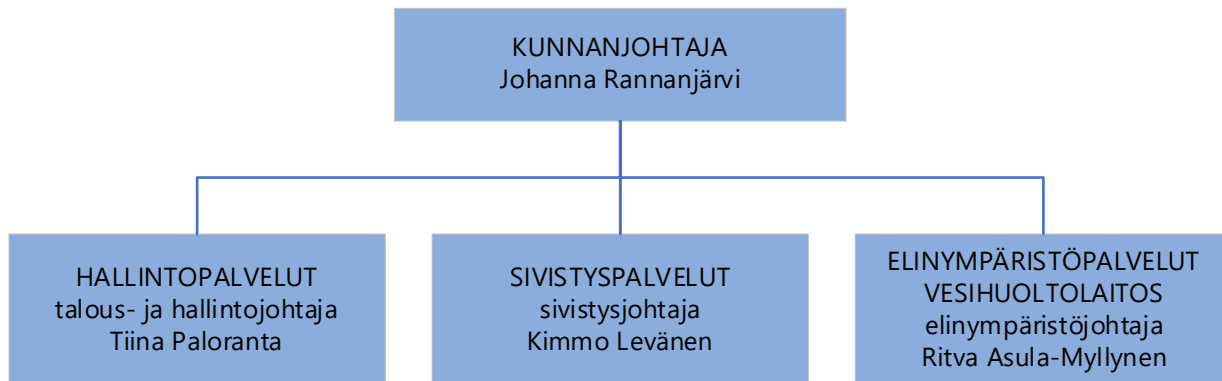 KUNNANJOHTAJA
Johanna Rannanjärvi
HALLINTOPALVELUT
talous- ja hallintojohtaja
Tiina Paloranta
SIVISTYSPALVELUT
sivistysjohtaja
Kimmo Levänen
ELINYMPÄRISTÖPALVELUT
VESIHUOLTOLAITOS
elinympäristöjohtaja
Ritva Asula-Myllynen